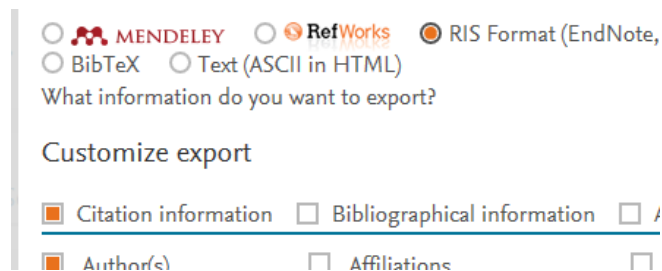 MENDELEY RefWorks RIS Format (EndNote,
BibTeX Text (ASCII in HTML)
What information do you want to export?
Customize export
Citation information Bibliographical information A
Author(s) Affiliations